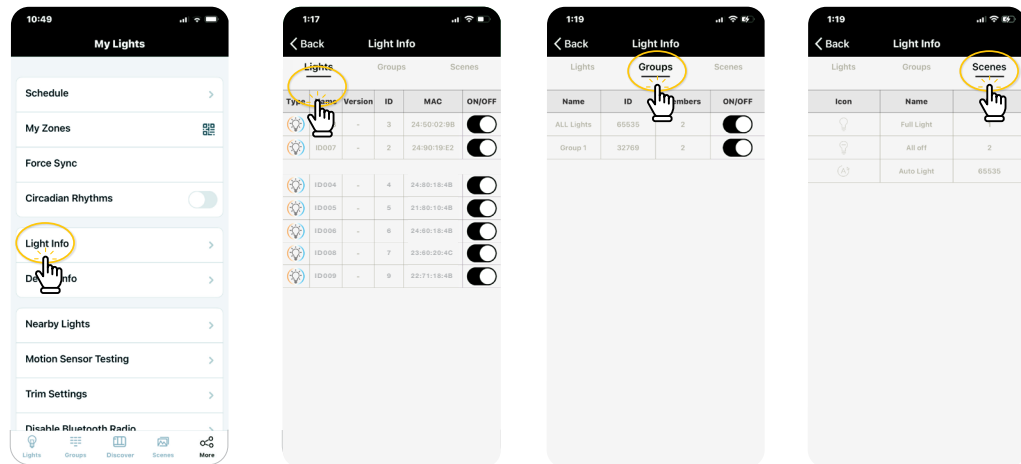 10:49
My Lights
Schedule
My Zones
Force Sync
Circadian Rhythms
Light Info
Nearby Lights
Motion Sensor Testing
Trim Settings
Disable Bluetooth Radio
Lights Groups Discover Scenes More
1:17
Back Light Info
Lights Groups Scenes
Type Name Version ID MAC ON/OFF
- 3 24:50:02:9B
ID007 - 2 24:90:19:E2
ID004 - 4 24:80:18:4B
ID005 - 5 21:60:10:4B
ID006 - 6 24:60:18:4B
ID008 - 7 23:60:20:4C
ID009 - 9 22:71:18:4B
1:19
Back Light Info
Lights Groups Scenes
Name ID Members ON/OFF
ALL Lights 65535 2
Group 1 32769 2
1:19
Back Light Info
Lights Groups Scenes
Icon Name
Full Light 1
All off 2
Auto Light 65535